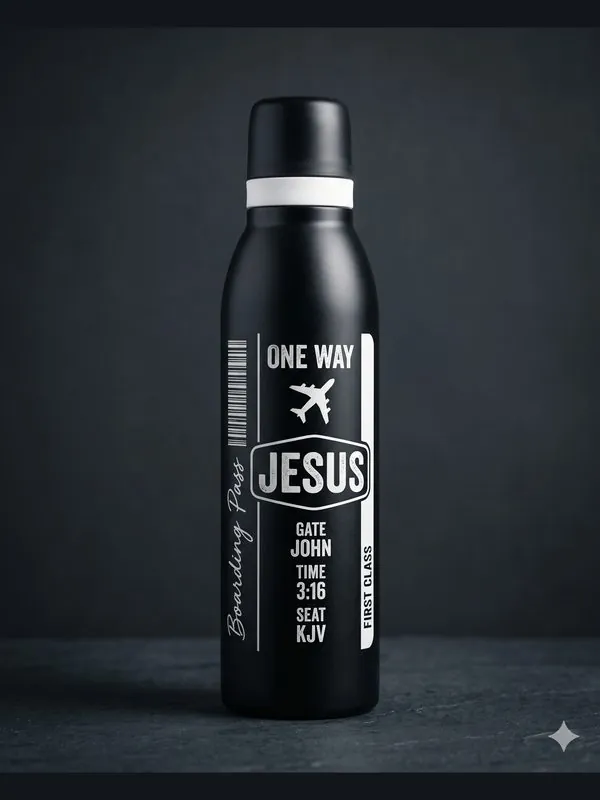 ONE WAY
JESUS
GATE
JOHN
TIME
3:16
SEAT
KJV
Boarding Pass
FIRST CLASS